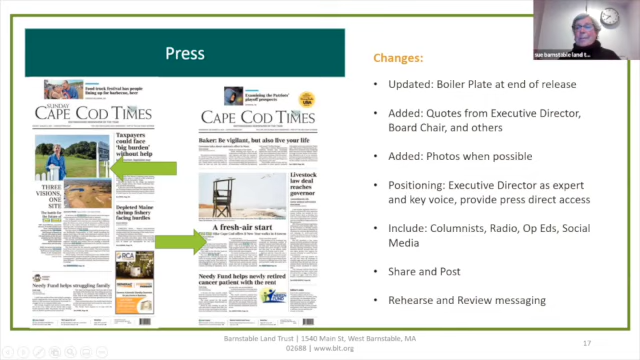 Press
Food truck festival has people
lining up for barbecue, beer
SUNDAY
CAPE COD TIMES
Taxpayers
could face
'big burden'
without help
THREE
VISIONS,
ONE
SITE
Depleted Maine
shrimp fishery
facing hurdles
Needy Fund helps struggling family
Examining the Patriots'
playoff prospects
CAPE COD TIMES
Baker: Be vigilant, but also live your life
Livestock
law deal
reaches
governor
A fresh-air start
Needy Fund helps newly retired
cancer patient with the rent
Changes:
• Updated: Boiler Plate at end of release
• Added: Quotes from Executive Director,
Board Chair, and others
• Added: Photos when possible
• Positioning: Executive Director as expert
and key voice, provide press direct access
• Include: Columnists, Radio, Op Eds, Social
Media
• Share and Post
• Rehearse and Review messaging
sue barnstable land t...
Barnstable Land Trust | 1540 Main St, West Barnstable, MA
02688 | www.blt.org
17